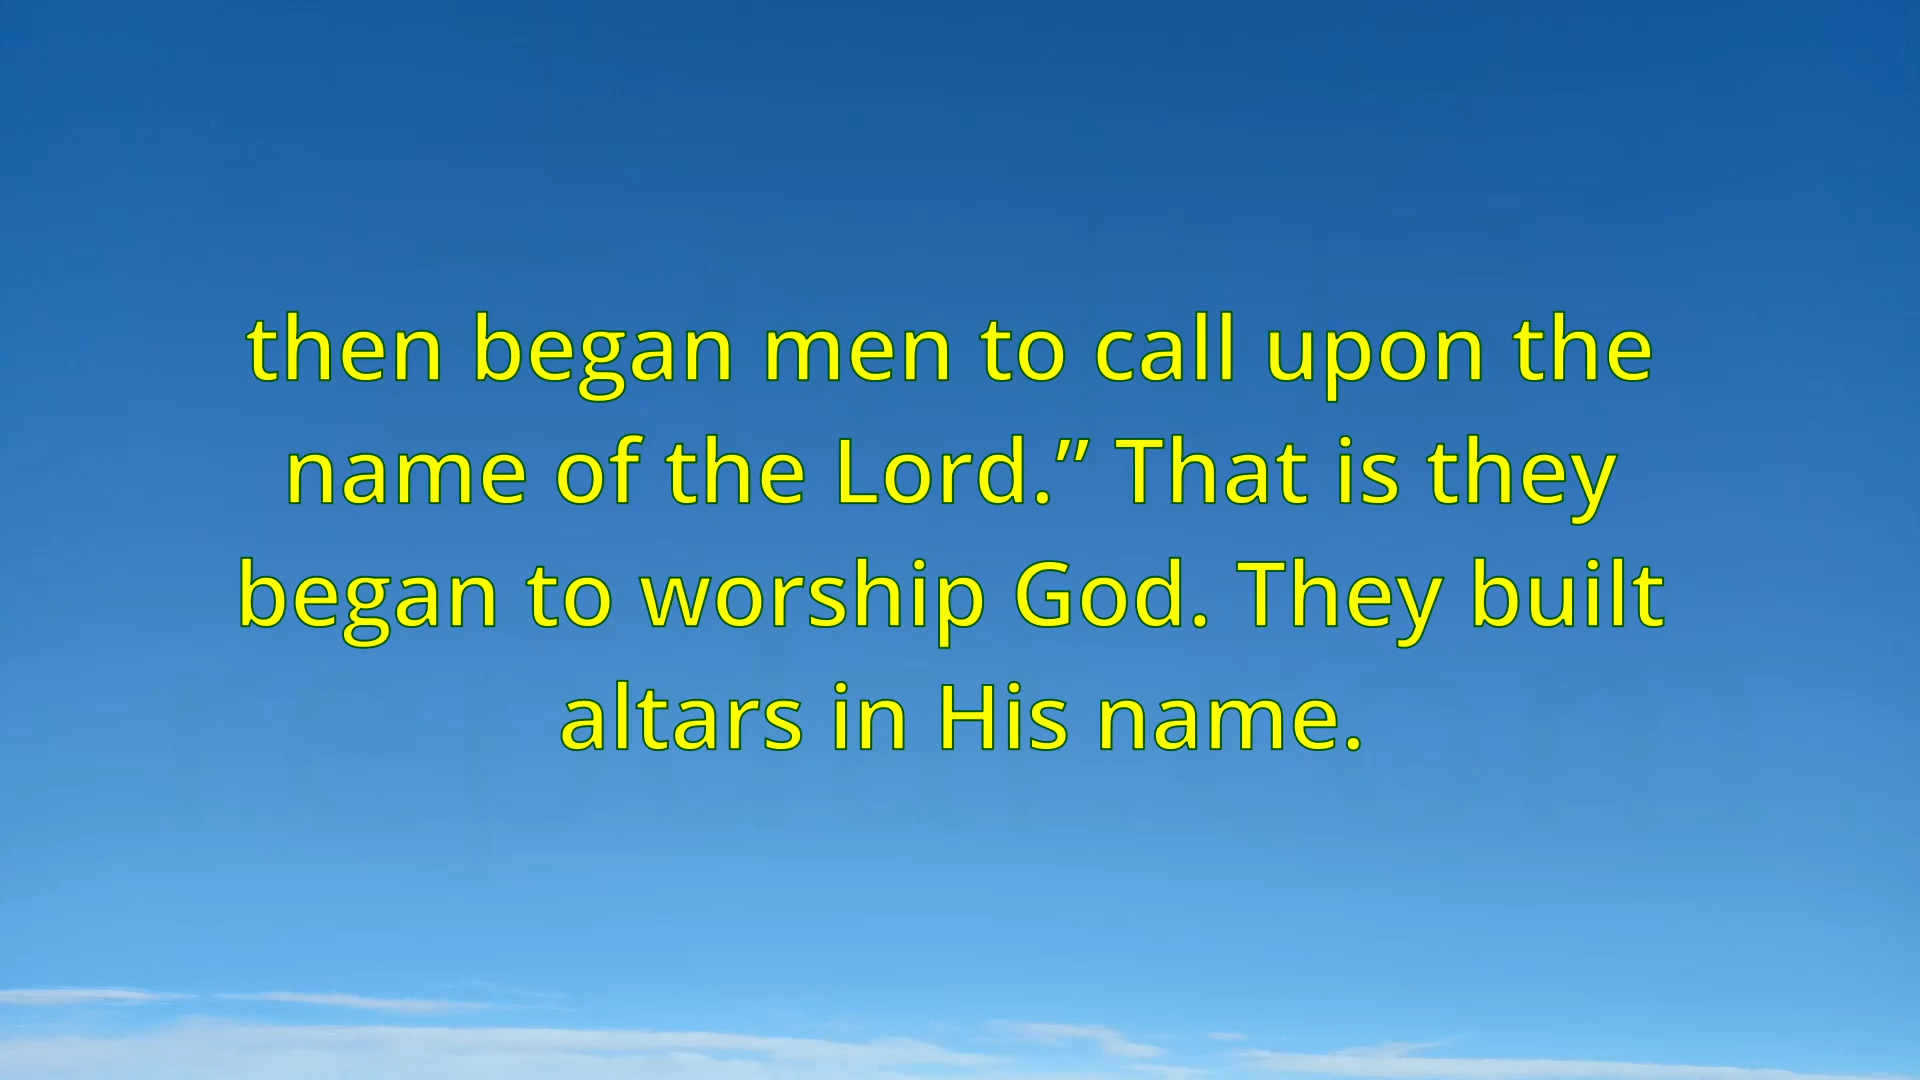 then began men to call upon the
name of the Lord.” That is they
began to worship God. They built
altars in His name.